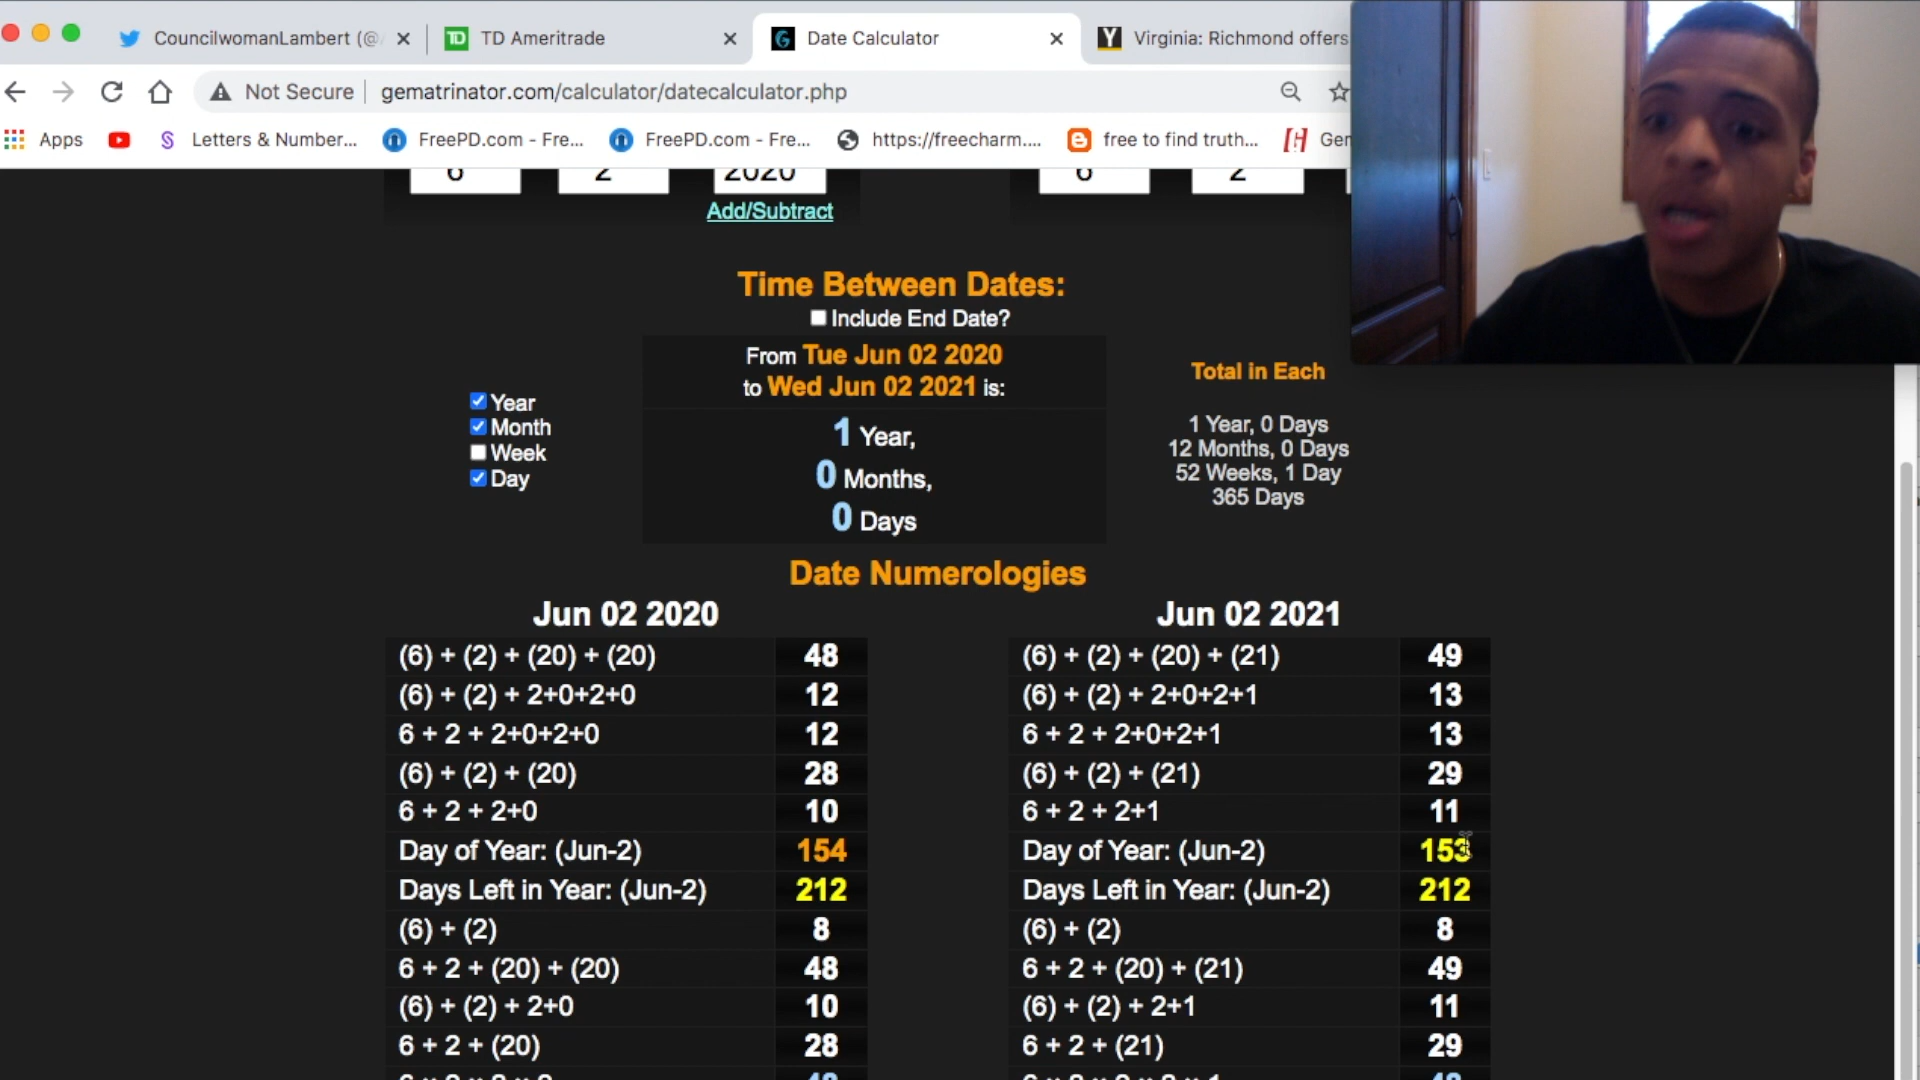 CouncilwomanLambert (@
TD Ameritrade
Date Calculator
Virginia: Richmond offers
Not Secure
gematrinator.com/calculator/datecalculator.php
Apps
Letters & Number...
FreePD.com - Fre...
FreePD.com - Fre...
https://freecharm....
free to find truth...
Ger
6 2 2020
6 2
Add/Subtract
Time Between Dates:
Include End Date?
From Tue Jun 02 2020
to Wed Jun 02 2021 is:
Year
Month
Week
Day
1 Year,
0 Months,
0 Days
Total in Each
1 Year, 0 Days
12 Months, 0 Days
52 Weeks, 1 Day
365 Days
Date Numerologies
Jun 02 2020
(6) + (2) + (20) + (20) 48
(6) + (2) + 2+0+2+0 12
6 + 2 + 2+0+2+0 12
(6) + (2) + (20) 28
6 + 2 + 2+0 10
Day of Year: (Jun-2) 154
Days Left in Year: (Jun-2) 212
(6) + (2) 8
6 + 2 + (20) + (20) 48
(6) + (2) + 2+0 10
6 + 2 + (20) 28
Jun 02 2021
(6) + (2) + (20) + (21) 49
(6) + (2) + 2+0+2+1 13
6 + 2 + 2+0+2+1 13
(6) + (2) + (21) 29
6 + 2 + 2+1 11
Day of Year: (Jun-2) 153
Days Left in Year: (Jun-2) 212
(6) + (2) 8
6 + 2 + (20) + (21) 49
(6) + (2) + 2+1 11
6 + 2 + (21) 29